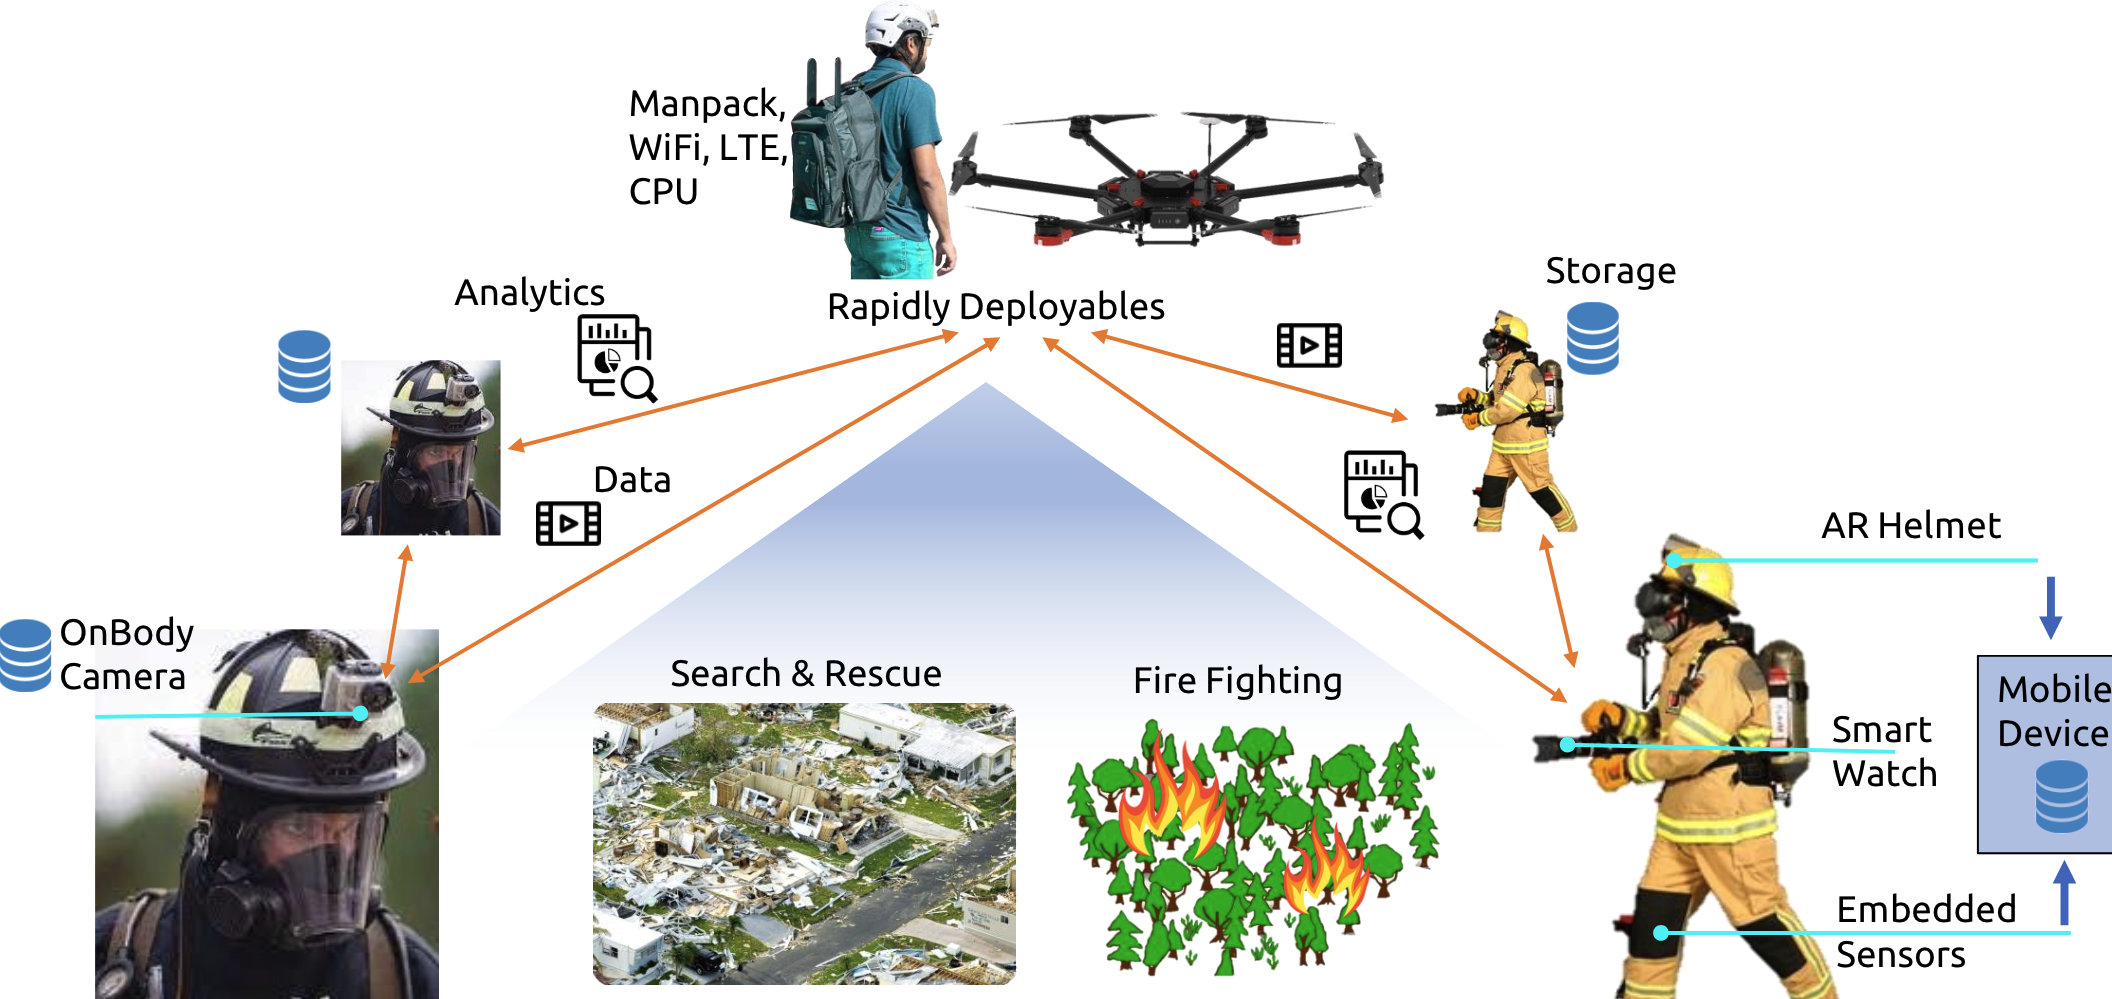 Manpack,
WiFi, LTE,
CPU
Rapidly Deployables
Analytics
Storage
Data
AR Helmet
OnBody
Camera
Search & Rescue
Fire Fighting
Mobile
Device
Smart
Watch
Embedded
Sensors